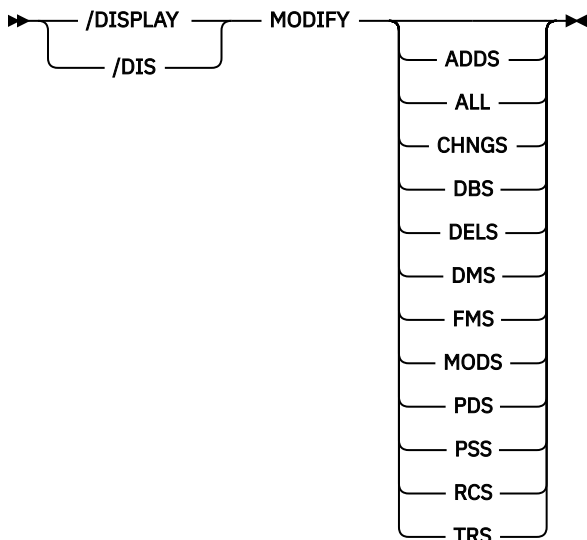 /DISPLAY MODIFY
/DIS
ADDS
ALL
CHNGS
DBS
DELS
DMS
FMS
MODS
PDS
PSS
RCS
TRS